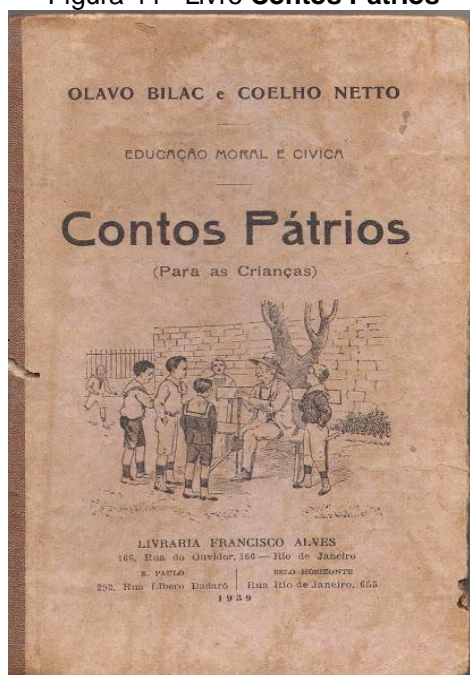 Figura 11 - Livro Contos Pátrios
OLAVO BILAC e COELHO NETTO
EDUCAÇÃO MORAL E CIVICA
Contos Pátrios
(Para as Crianças)
LIVRARIA FRANCISCO ALVES
166, Rua do Ouvidor, 166 — Rio de Janeiro
S. PAULO
BELO HORIZONTE
292, Rua Libero Badaró
Rua Rio de Janeiro, 655
1939